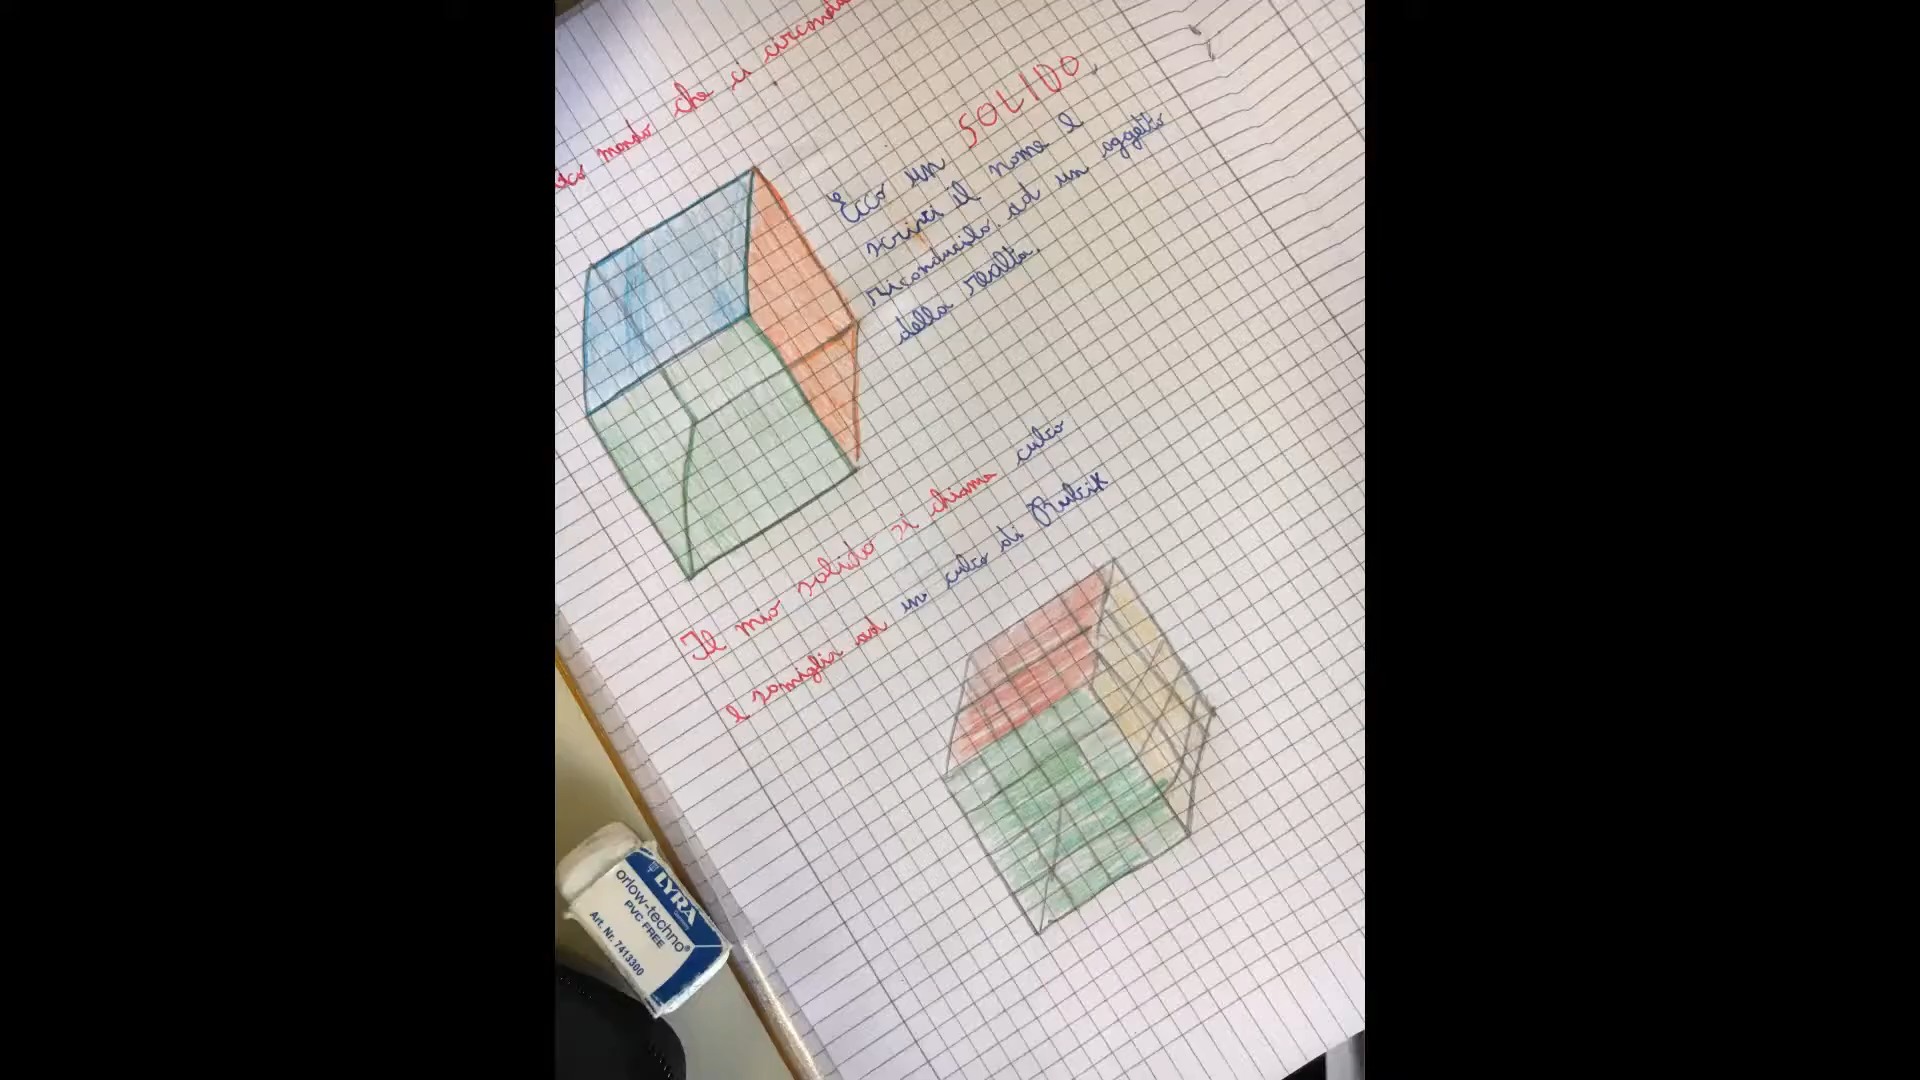 mondo che ci circonda
Ecco un SOLIDO,
scrivi il nome e
riconducilo ad un oggetto
della realtà.
Il mio solido si chiama cubo
e somiglia ad un cubo di Rubik
LYRA
orlow-techno®
PVC FREE
Art. Nr. 7413300